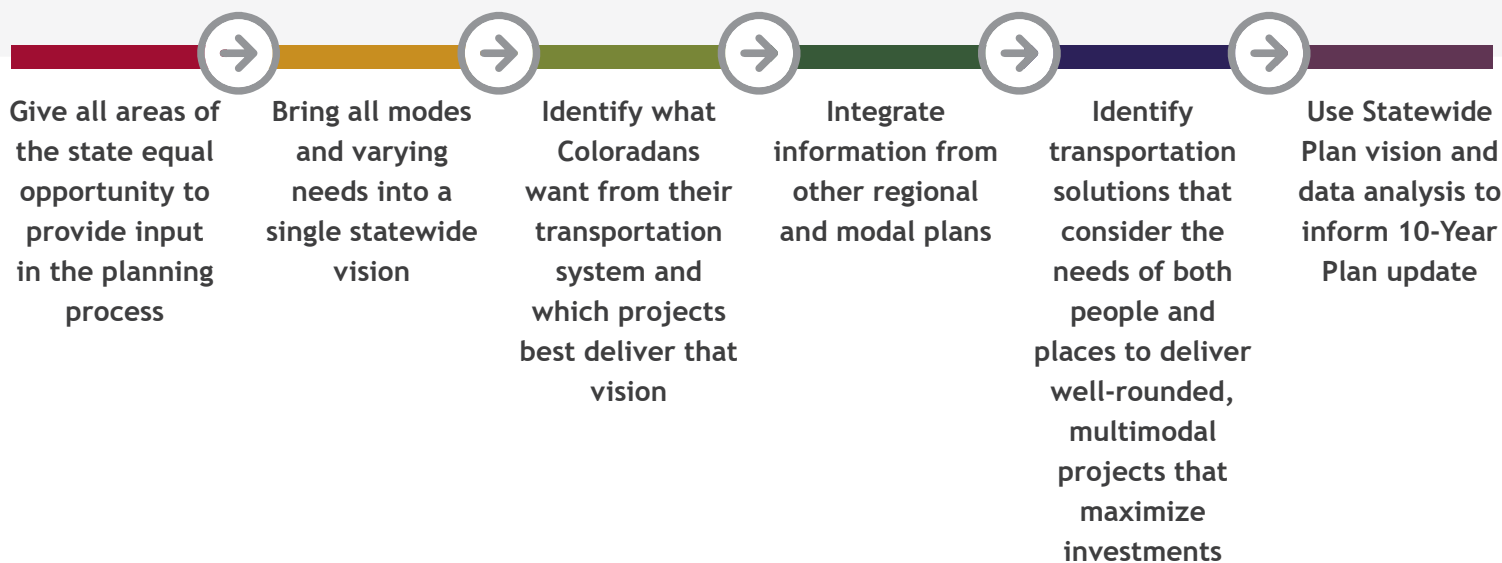 Give all areas of
the state equal
opportunity to
provide input
in the planning
process
Bring all modes
and varying
needs into a
single statewide
vision
Identify what
Coloradans
want from their
transportation
system and
which projects
best deliver that
vision
Integrate
information from
other regional
and modal plans
Identify
transportation
solutions that
consider the
needs of both
people and
places to deliver
well-rounded,
multimodal
projects that
maximize
investments
Use Statewide
Plan vision and
data analysis to
inform 10-Year
Plan update